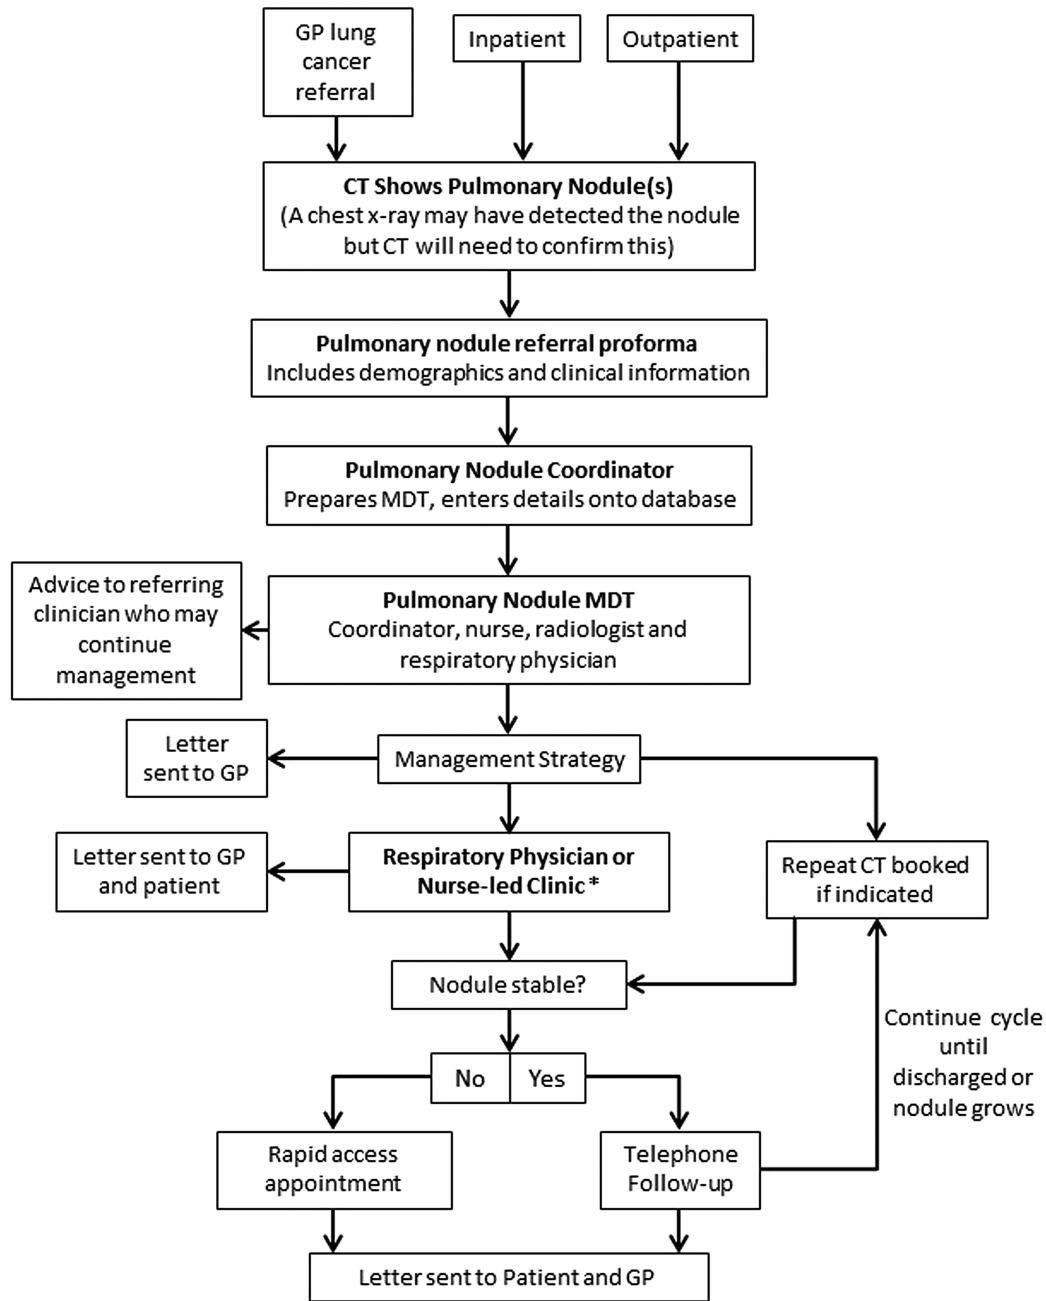 GP lung
cancer
referral
Inpatient
Outpatient
CT Shows Pulmonary Nodule(s)
(A chest x-ray may have detected the nodule
but CT will need to confirm this)
Pulmonary nodule referral proforma
Includes demographics and clinical information
Pulmonary Nodule Coordinator
Prepares MDT, enters details onto database
Advice to referring
clinician who may
continue
management
Pulmonary Nodule MDT
Coordinator, nurse, radiologist and
respiratory physician
Letter
sent to GP
Management Strategy
Letter sent to GP
and patient
Respiratory Physician or
Nurse-led Clinic *
Repeat CT booked
if indicated
Nodule stable?
Continue cycle
until
discharged or
nodule grows
No
Yes
Rapid access
appointment
Telephone
Follow-up
Letter sent to Patient and GP